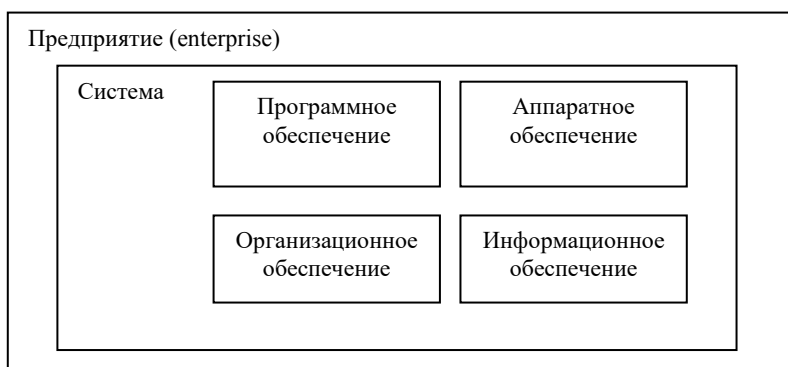 Предприятие (enterprise)
Система
Программное
обеспечение
Аппаратное
обеспечение
Организационное
обеспечение
Информационное
обеспечение